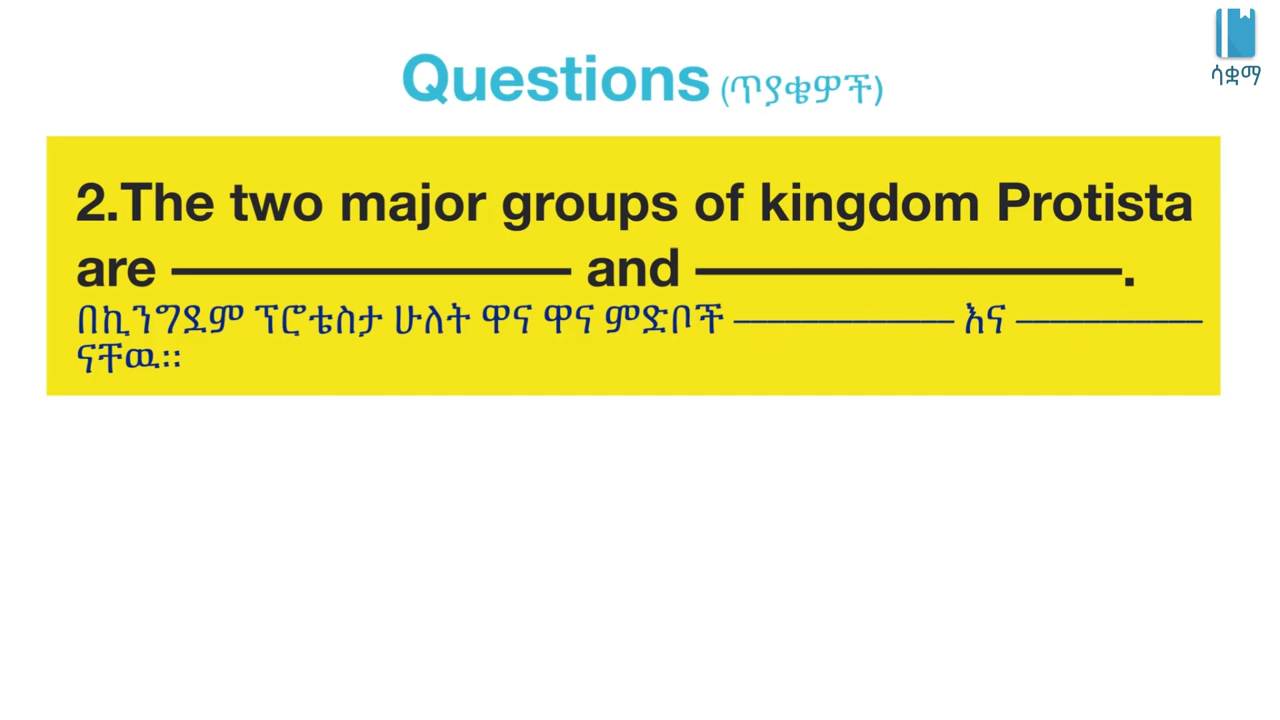 ሳቋማ
Questions (ጥያቄዎች)
2.The two major groups of kingdom Protista
are ——————— and ————————.
በኪንግደም ፕሮቴስታ ሁለት ዋና ዋና ምድቦች ——————— እና ——————
ናቸዉ፡፡